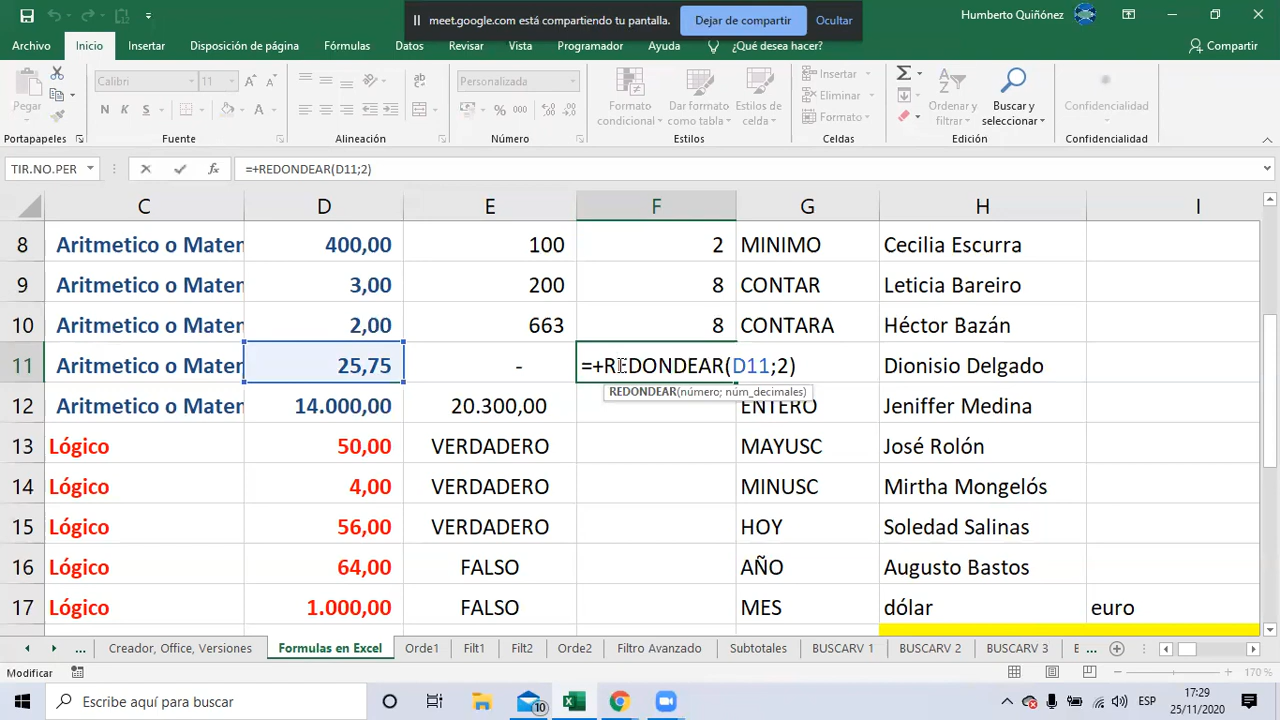 meet.google.com está compartiendo tu pantalla. Dejar de compartir Ocultar
Humberto Quiñónez
Archivo Inicio Insertar Disposición de página Fórmulas Datos Revisar Vista Programador Ayuda ¿Qué desea hacer? Compartir
Pegar
Calibri 11
N K S
Personalizada
% 000
Formato condicional
Dar formato como tabla
Estilos de celda
Insertar
Eliminar
Formato
Ordenar y filtrar
Buscar y seleccionar
Confidencialidad
Portapapeles Fuente Alineación Número Estilos Celdas Edición Confidencialidad
TIR.NO.PER fx =+REDONDEAR(D11;2)
C D E F G H I
8 Aritmetico o Maten 400,00 100 2 MINIMO Cecilia Escurra
9 Aritmetico o Maten 3,00 200 8 CONTAR Leticia Bareiro
10 Aritmetico o Maten 2,00 663 8 CONTARA Héctor Bazán
11 Aritmetico o Maten 25,75 - =+REDONDEAR(D11;2) Dionisio Delgado
REDONDEAR(número; núm_decimales)
12 Aritmetico o Maten 14.000,00 20.300,00 ENTERO Jeniffer Medina
13 Lógico 50,00 VERDADERO MAYUSC José Rolón
14 Lógico 4,00 VERDADERO MINUSC Mirtha Mongelós
15 Lógico 56,00 VERDADERO HOY Soledad Salinas
16 Lógico 64,00 FALSO AÑO Augusto Bastos
17 Lógico 1.000,00 FALSO MES dólar euro
... Creador, Office, Versiones Formulas en Excel Orde1 Filt1 Filt2 Orde2 Filtro Avanzado Subtotales BUSCARV 1 BUSCARV 2 BUSCARV 3 E ...
Modificar 170 %
Escribe aquí para buscar 10 ESP 17:29
25/11/2020